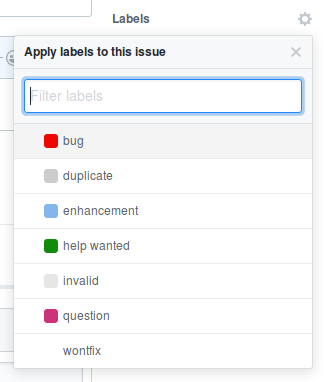 Labels
Apply labels to this issue
Filter labels
bug
duplicate
enhancement
help wanted
invalid
question
wontfix